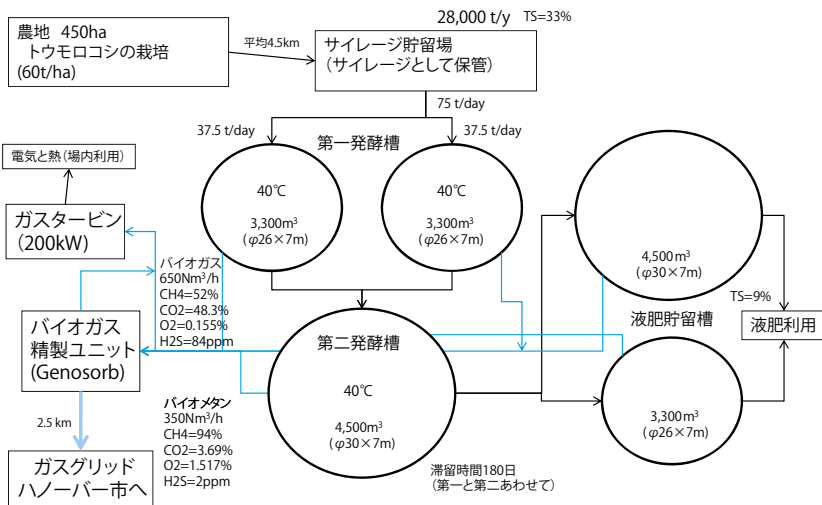 農地 450ha
トウモロコシの栽培
(60t/ha)
平均4.5km
28,000 t/y TS=33%
サイレージ貯留場
（サイレージとして保管）
75 t/day
37.5 t/day
第一発酵槽
37.5 t/day
40℃
3,300m³
(φ26×7m)
40℃
3,300m³
(φ26×7m)
電気と熱（場内利用）
ガスタービン
（200kW）
バイオガス
650Nm³/h
CH4=52%
CO2=48.3%
O2=0.155%
H2S=84ppm
バイオガス
精製ユニット
(Genosorb)
2.5 km
ガスグリッド
ハノーバー市へ
バイオメタン
350Nm³/h
CH4=94%
CO2=3.69%
O2=1.517%
H2S=2ppm
第二発酵槽
40℃
4,500m³
(φ30×7m)
滞留時間180日
（第一と第二あわせて）
4,500m³
(φ30×7m)
TS=9%
液肥貯留槽
液肥利用
3,300m³
(φ26×7m)